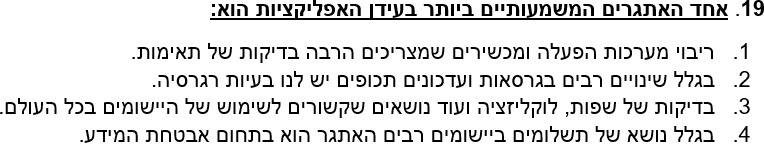 19. אחד האתגרים המשמעותיים ביותר בעידן האפליקציות הוא:
1. ריבוי מערכות הפעלה ומכשירים שמצריכים הרבה בדיקות של תאימות.
2. בגלל שינויים רבים בגרסאות ועדכונים תכופים יש לנו בעיות רגרסיה.
3. בדיקות של שפות, לוקליזציה ועוד נושאים שקשורים לשימוש של היישומים בכל העולם.
4. בגלל נושא של תשלומים ביישומים רבים האתגר הוא בתחום אבטחת המידע.